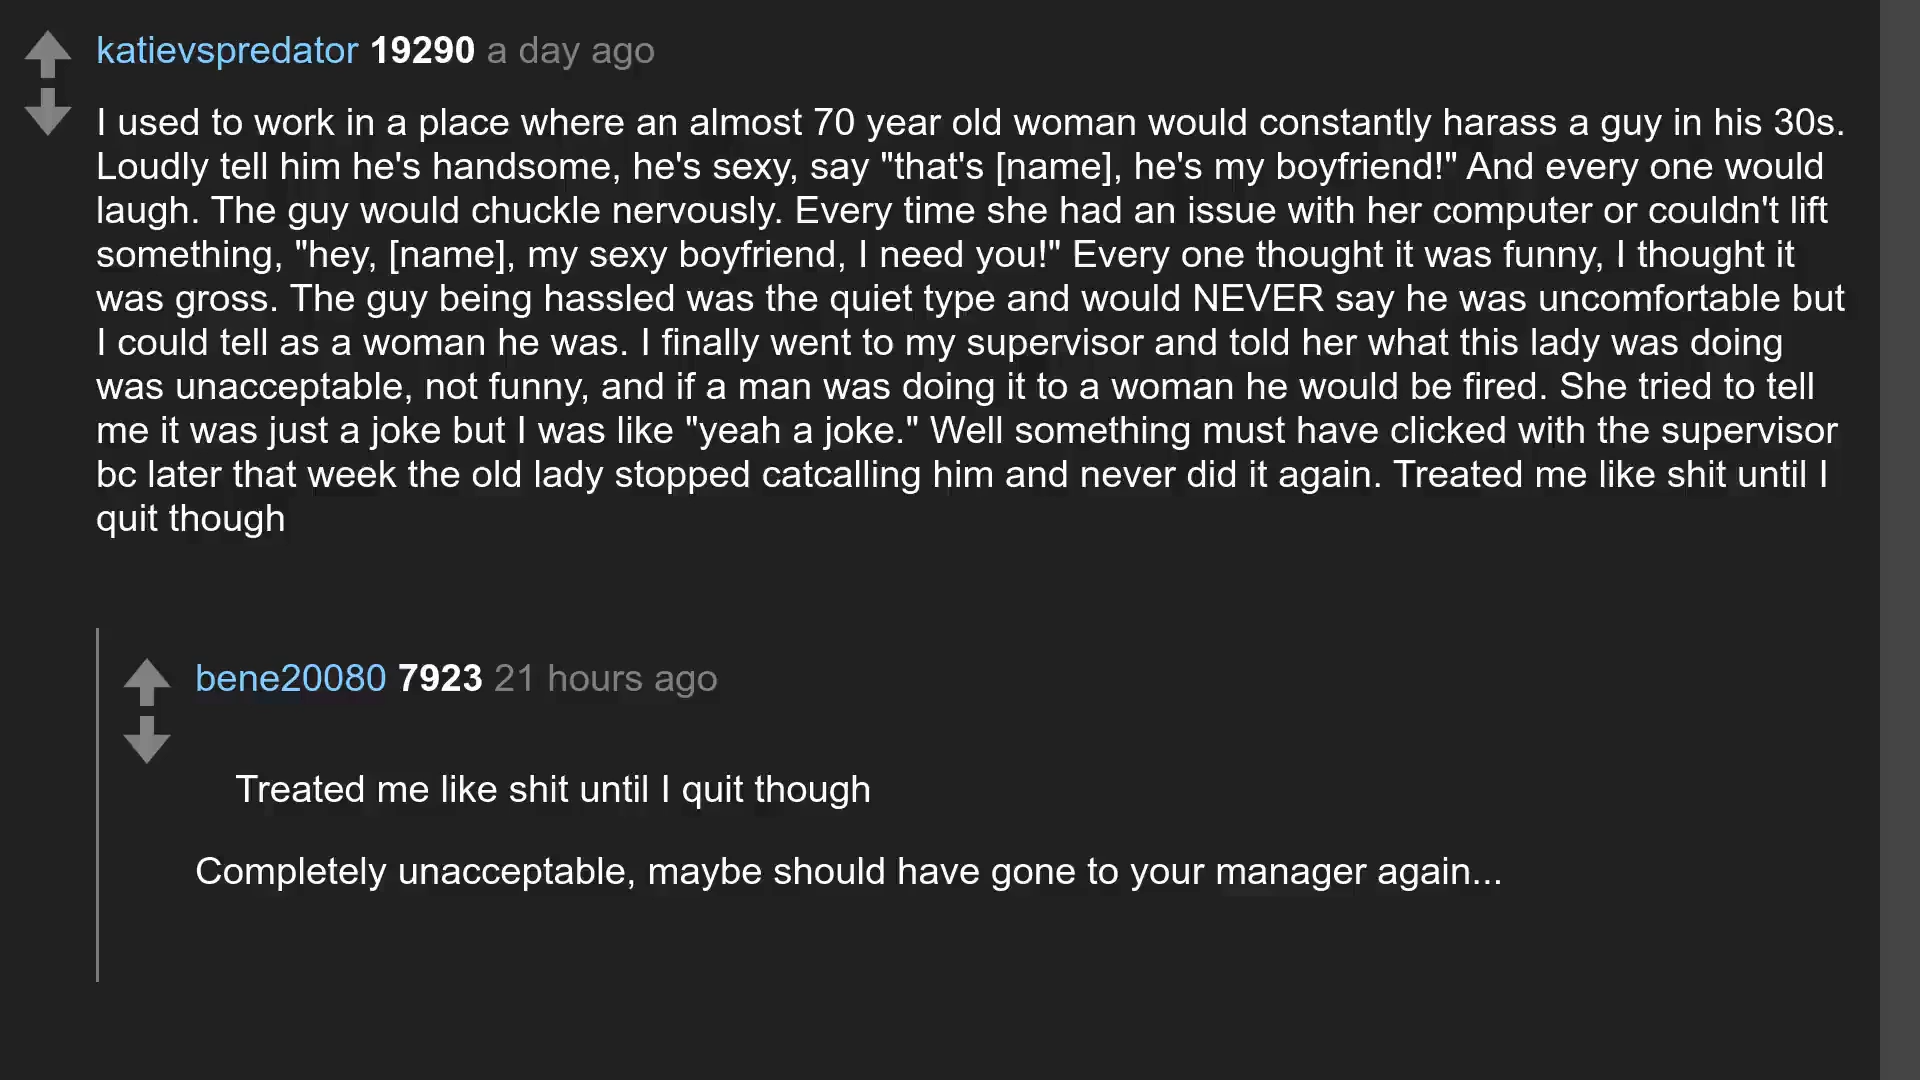 katievspredator 19290 a day ago
I used to work in a place where an almost 70 year old woman would constantly harass a guy in his 30s.
Loudly tell him he's handsome, he's sexy, say "that's [name], he's my boyfriend!" And every one would
laugh. The guy would chuckle nervously. Every time she had an issue with her computer or couldn't lift
something, "hey, [name], my sexy boyfriend, I need you!" Every one thought it was funny, I thought it
was gross. The guy being hassled was the quiet type and would NEVER say he was uncomfortable but
I could tell as a woman he was. I finally went to my supervisor and told her what this lady was doing
was unacceptable, not funny, and if a man was doing it to a woman he would be fired. She tried to tell
me it was just a joke but I was like "yeah a joke." Well something must have clicked with the supervisor
bc later that week the old lady stopped catcalling him and never did it again. Treated me like shit until I
quit though
bene20080 7923 21 hours ago
Treated me like shit until I quit though
Completely unacceptable, maybe should have gone to your manager again...